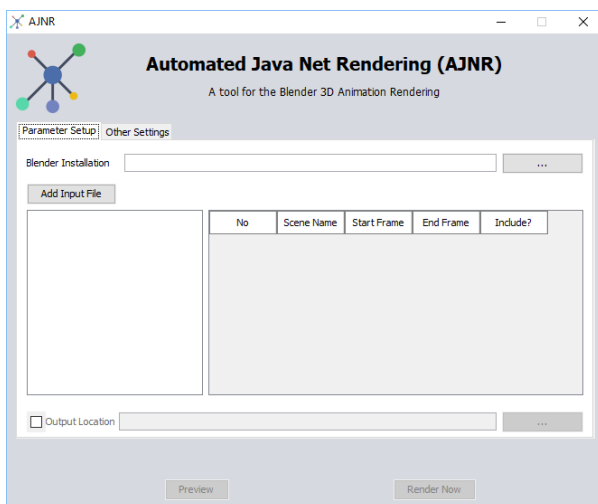 AJNR
Automated Java Net Rendering (AJNR)
A tool for the Blender 3D Animation Rendering
Parameter Setup Other Settings
Blender Installation ...
Add Input File
No Scene Name Start Frame End Frame Include?
Output Location ...
Preview Render Now